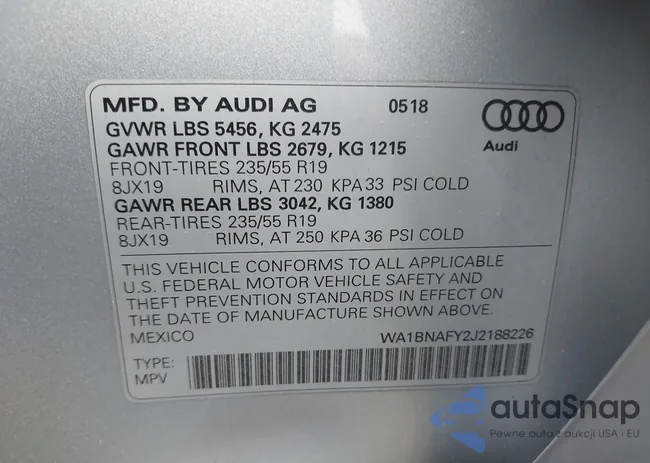 MFD. BY AUDI AG 0518
GVWR LBS 5456, KG 2475
GAWR FRONT LBS 2679, KG 1215
Audi
FRONT-TIRES 235/55 R19
8JX19 RIMS, AT 230 KPA 33 PSI COLD
GAWR REAR LBS 3042, KG 1380
REAR-TIRES 235/55 R19
8JX19 RIMS, AT 250 KPA 36 PSI COLD
THIS VEHICLE CONFORMS TO ALL APPLICABLE
U.S. FEDERAL MOTOR VEHICLE SAFETY AND
THEFT PREVENTION STANDARDS IN EFFECT ON
THE DATE OF MANUFACTURE SHOWN ABOVE.
MEXICO WA1BNAFY2J2188226
TYPE:
MPV
autaSnap
Pewne auta z aukcji USA i EU